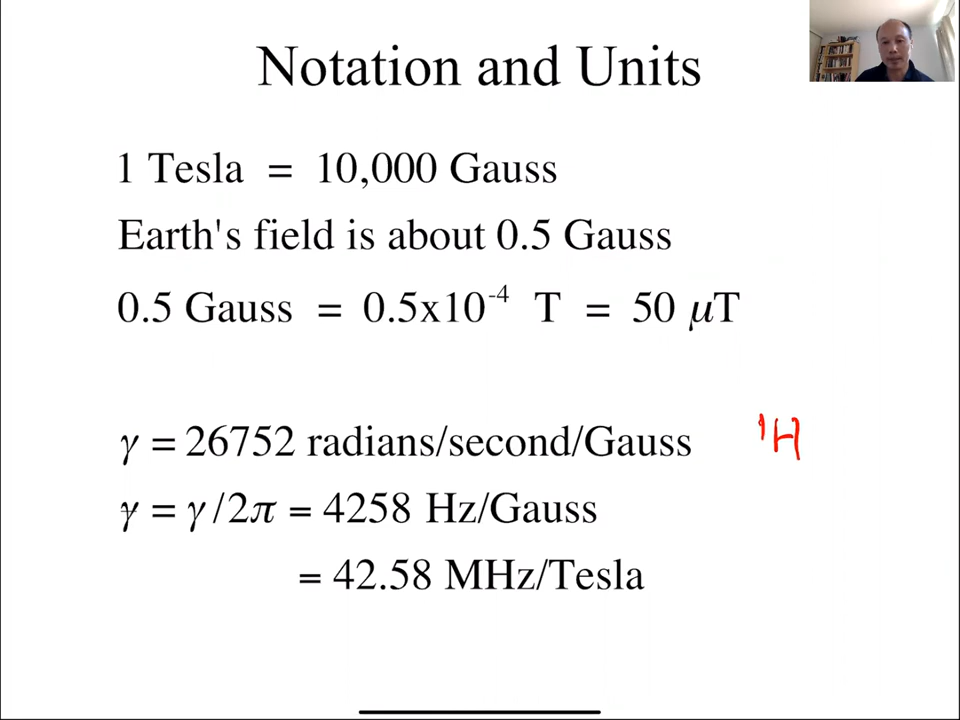 Notation and Units
1 Tesla = 10,000 Gauss
Earth's field is about 0.5 Gauss
0.5 Gauss = 0.5x10⁻⁴ T = 50 μT
γ = 26752 radians/second/Gauss ¹H
ɣ̵ = γ/2π = 4258 Hz/Gauss
= 42.58 MHz/Tesla